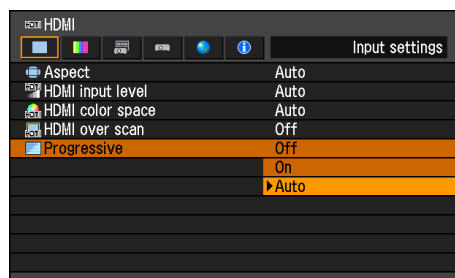 HDMI HDMI
Input settings
Aspect Auto
HDMI input level Auto
HDMI color space Auto
HDMI over scan Off
Progressive Off
On
Auto